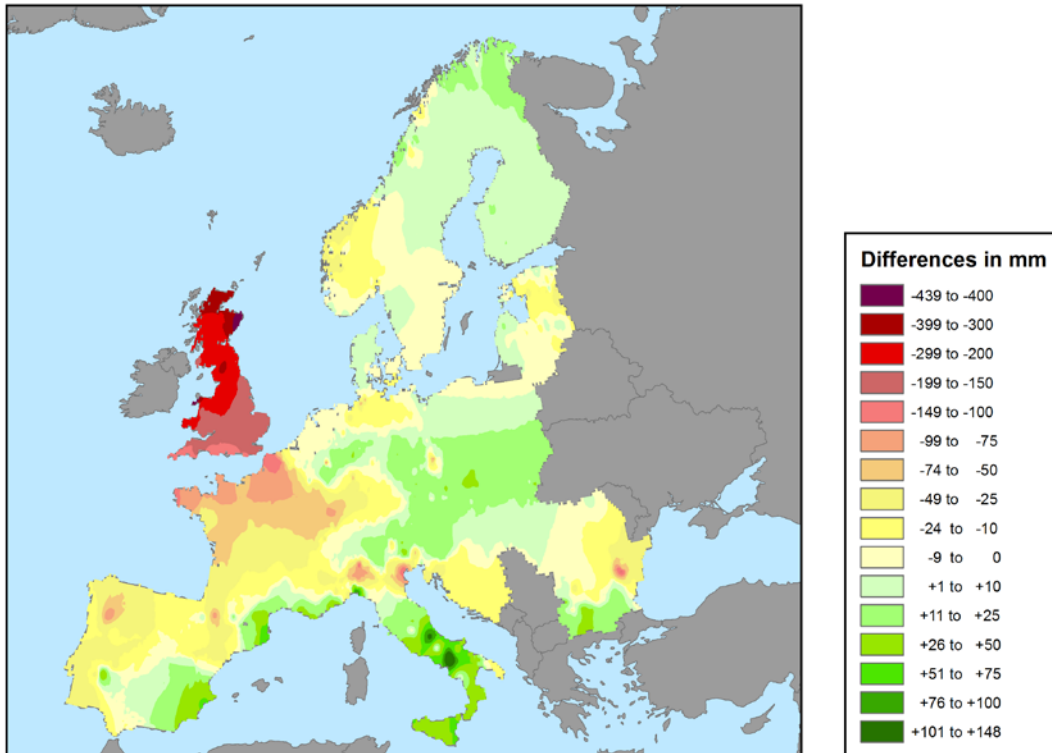 Differences in mm
-439 to -400
-399 to -300
-299 to -200
-199 to -150
-149 to -100
-99 to -75
-74 to -50
-49 to -25
-24 to -10
-9 to 0
+1 to +10
+11 to +25
+26 to +50
+51 to +75
+76 to +100
+101 to +148